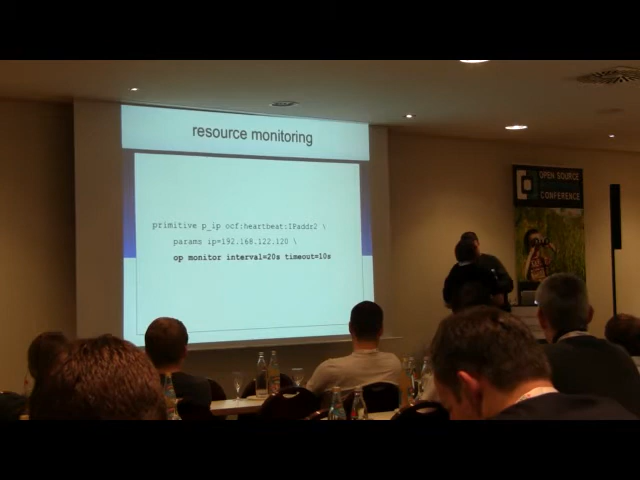 resource monitoring
primitive p_ip ocf:heartbeat:IPaddr2 \
params ip=192.168.122.120 \
op monitor interval=20s timeout=10s
OPEN SOURCE
CONFERENCE